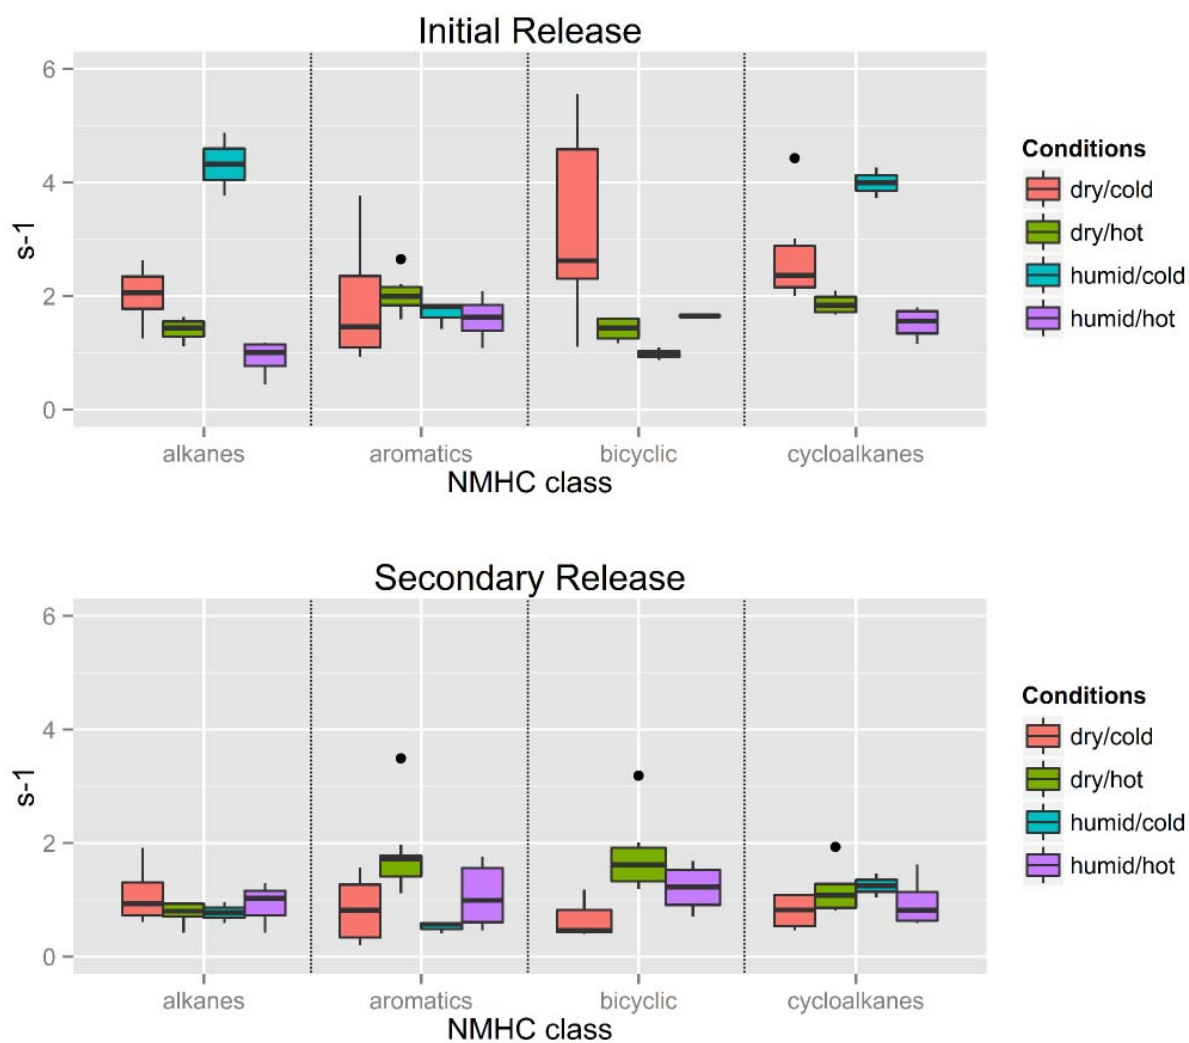 Initial Release
6
4
2
0
s-1
alkanes aromatics bicyclic cycloalkanes
NMHC class
Conditions
dry/cold
dry/hot
humid/cold
humid/hot
Secondary Release
6
4
2
0
s-1
alkanes aromatics bicyclic cycloalkanes
NMHC class
Conditions
dry/cold
dry/hot
humid/cold
humid/hot